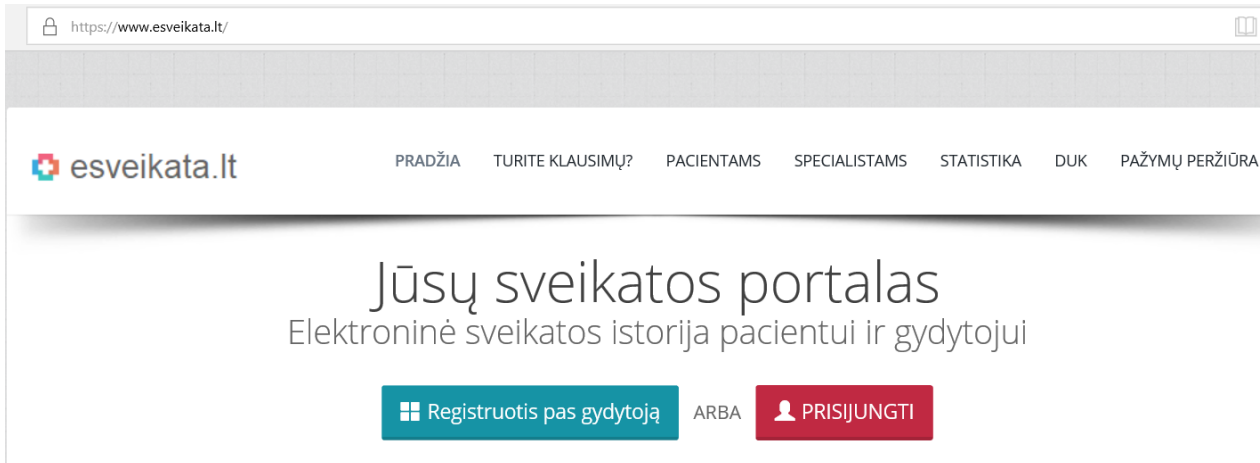 https://www.esveikata.lt/
esveikata.lt
PRADŽIA TURITE KLAUSIMŲ? PACIENTAMS SPECIALISTAMS STATISTIKA DUK PAŽYMŲ PERŽIŪRA
Jūsų sveikatos portalas
Elektroninė sveikatos istorija pacientui ir gydytojui
Registruotis pas gydytoją ARBA PRISIJUNGTI